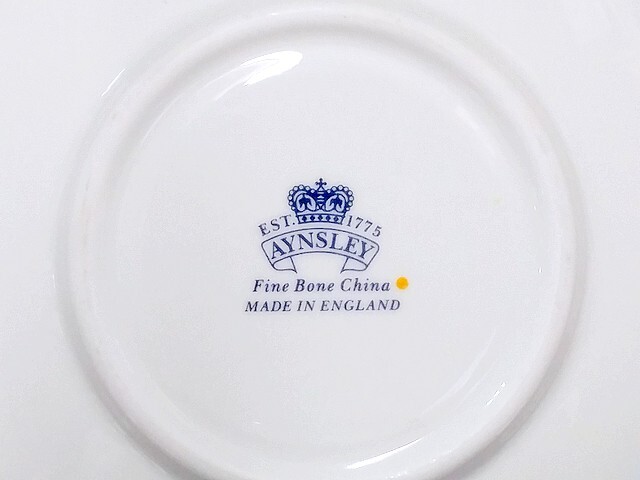 EST. 1775
AYNSLEY
Fine Bone China
MADE IN ENGLAND